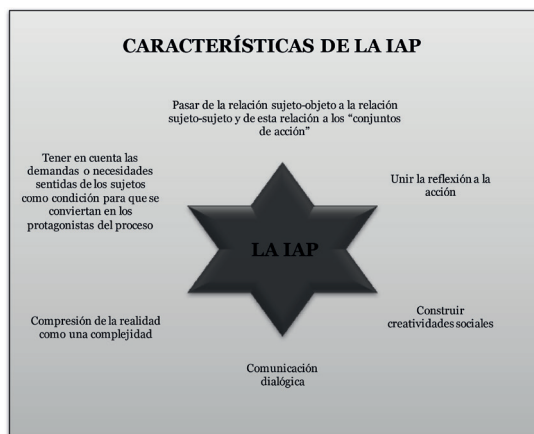 CARACTERÍSTICAS DE LA IAP
Pasar de la relación sujeto-objeto a la relación
sujeto-sujeto y de esta relación a los “conjuntos
de acción”
Tener en cuenta las
demandas o necesidades
sentidas de los sujetos
como condición para que se
conviertan en los
protagonistas del proceso
Unir la reflexión a la
acción
LA IAP
Compresión de la realidad
como una complejidad
Construir
creatividades sociales
Comunicación
dialógica